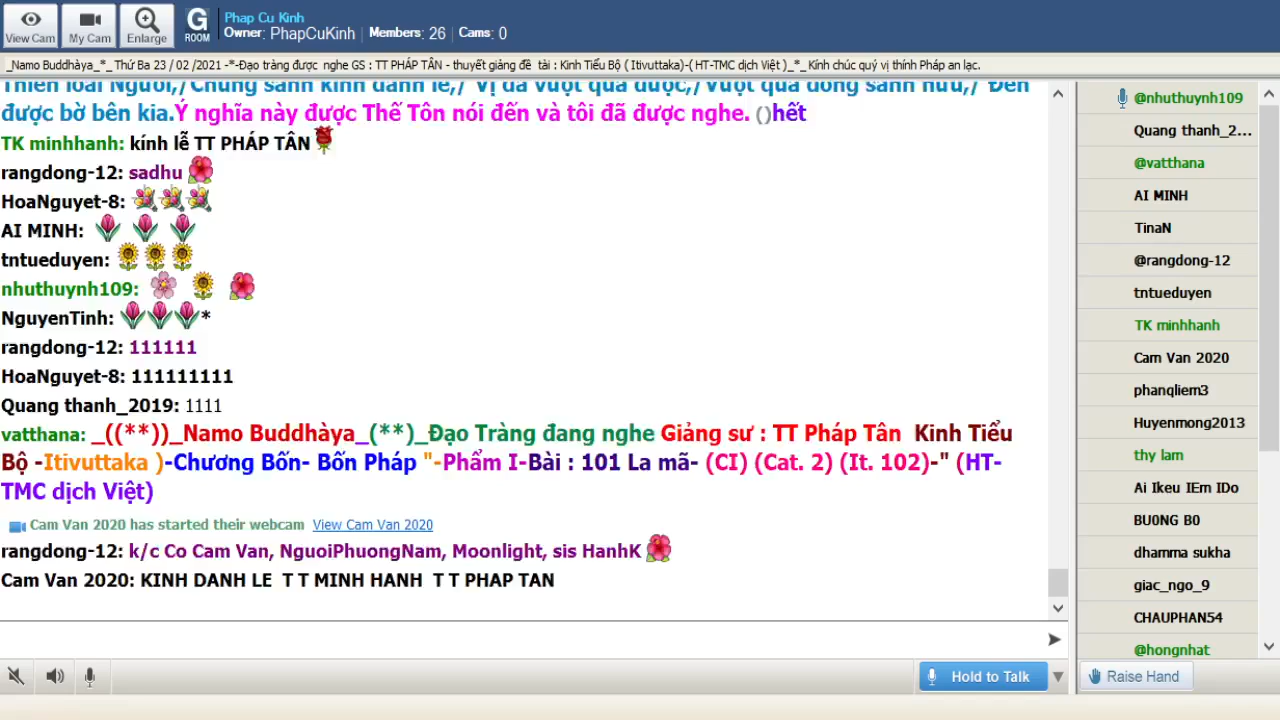 View Cam
My Cam
Enlarge
G
ROOM
Phap Cu Kinh
Owner: PhapCuKinh | Members: 26 | Cams: 0
_Namo Buddhàya_*_ Thứ Ba 23 / 02 /2021 -*-Đạo tràng được nghe GS : TT PHÁP TÂN - thuyết giảng đề tài : Kinh Tiểu Bộ ( Itivuttaka)-( HT-TMC dịch Việt )_*_ Kính chúc quý vị thính Pháp an lạc.
được bờ bên kia.Ý nghĩa này được Thế Tôn nói đến và tôi đã được nghe. ()hết
TK minhhanh: kính lễ TT PHÁP TÂN
rangdong-12: sadhu
HoaNguyet-8:
AI MINH:
tntueduyen:
nhuthuynh109:
NguyenTinh: *
rangdong-12: 111111
HoaNguyet-8: 111111111
Quang thanh_2019: 1111
vatthana: _((**))_Namo Buddhàya_(**)_Đạo Tràng đang nghe Giảng sư : TT Pháp Tân Kinh Tiểu
Bộ -Itivuttaka )-Chương Bốn- Bốn Pháp "-Phẩm I-Bài : 101 La mã- (CI) (Cat. 2) (It. 102)-" (HT-
TMC dịch Việt)
Cam Van 2020 has started their webcam View Cam Van 2020
rangdong-12: k/c Co Cam Van, NguoiPhuongNam, Moonlight, sis HanhK
Cam Van 2020: KINH DANH LE T T MINH HANH T T PHAP TAN
Hold to Talk
@nhuthuynh109
Quang thanh_2...
@vatthana
AI MINH
TinaN
@rangdong-12
tntueduyen
TK minhhanh
Cam Van 2020
phanqliem3
Huyenmong2013
thy lam
Ai Ikeu IEm IDo
BU0NG B0
dhamma sukha
giac_ngo_9
CHAUPHAN54
@hongnhat
Raise Hand